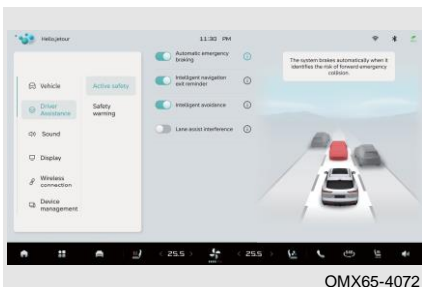 Hello,jetour
11:30 PM
Automatic emergency
braking
The system brakes automatically when it
identifies the risk of forward emergency
collision.
Vehicle
Active safety
Intelligent navigation
exit reminder
Driver
Assistance
Safety
warning
Intelligent avoidance
Sound
Lane assist interference
Display
Wireless
connection
Device
management
25.5
25.5
OMX65-4072